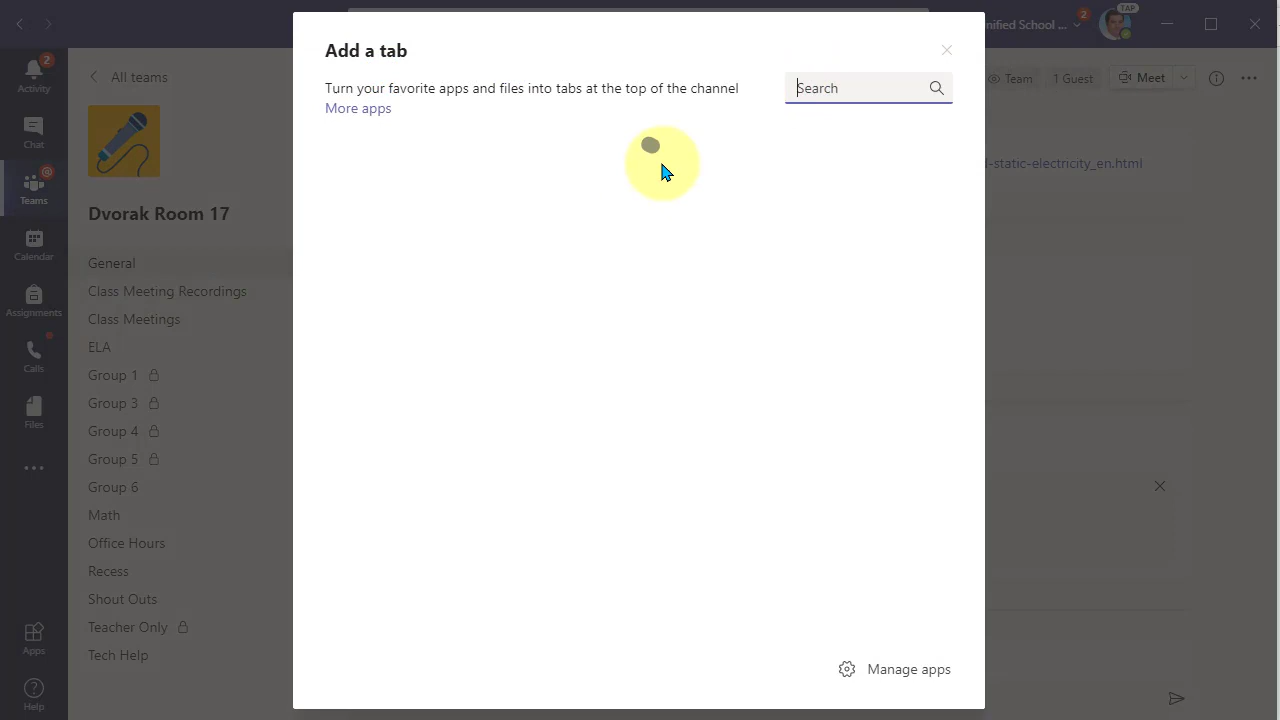 nified School ...
2
TAP
2
Activity
Chat
Teams
Calendar
Assignments
Calls
Files
Apps
Help
All teams
Dvorak Room 17
General
Class Meeting Recordings
Class Meetings
ELA
Group 1
Group 3
Group 4
Group 5
Group 6
Math
Office Hours
Recess
Shout Outs
Teacher Only
Tech Help
Add a tab
Turn your favorite apps and files into tabs at the top of the channel
More apps
Search
Manage apps
Team
1 Guest
Meet
d-static-electricity_en.html